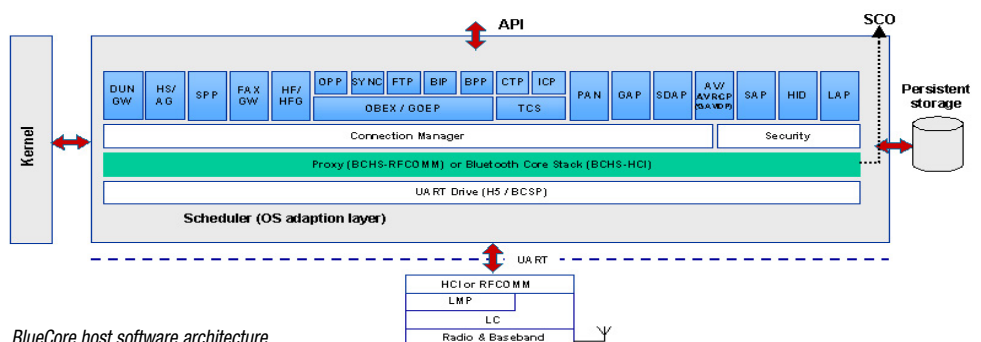 API
SCO
Kernel
DUN GW
HS/ AG
SPP
FAX GW
HF/ HFG
OPP
SYNC
FTP
BIP
BPP
CTP
ICP
OBEX / GOEP
TCS
PAN
GAP
SDAP
AV/ AVRCP (GAVDP)
SAP
HID
LAP
Persistent storage
Connection Manager
Security
Proxy (BCHS-RFCOMM) or Bluetooth Core Stack (BCHS-HCI)
UART Drive (H5 / BCSP)
Scheduler (OS adaption layer)
UART
HCI or RFCOMM
LMP
LC
Radio & Baseband
BlueCore host software architecture